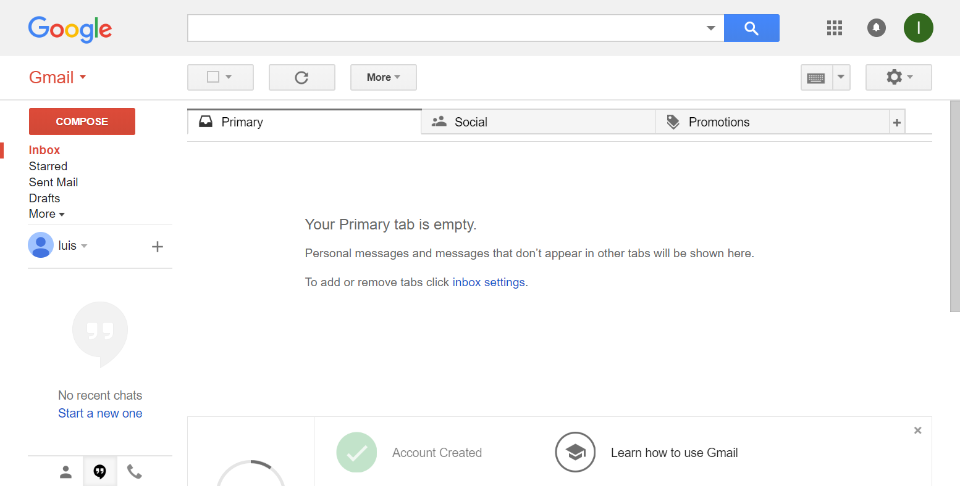 Google
I
Gmail
More
COMPOSE
Primary
Social
Promotions
+
Inbox
Starred
Sent Mail
Drafts
More
luis
Your Primary tab is empty.
Personal messages and messages that don't appear in other tabs will be shown here.
To add or remove tabs click inbox settings.
No recent chats
Start a new one
Account Created
Learn how to use Gmail